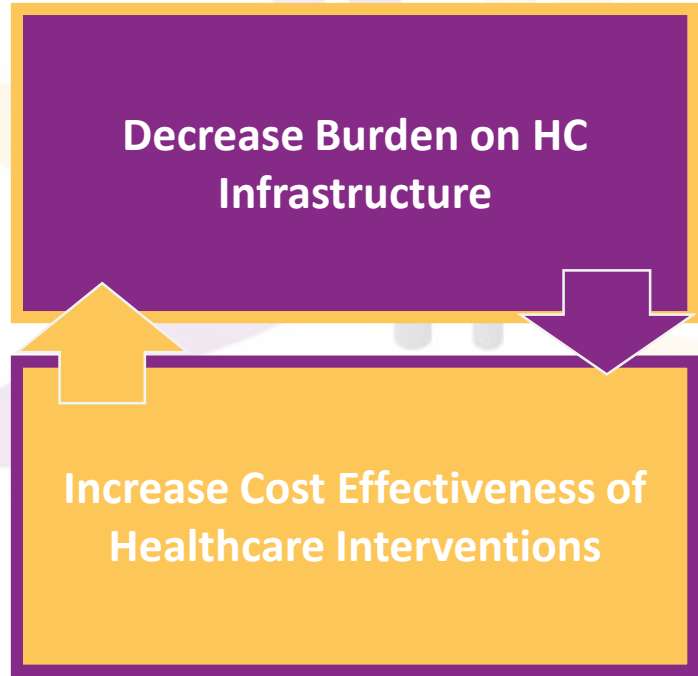 Decrease Burden on HC
Infrastructure
Increase Cost Effectiveness of
Healthcare Interventions